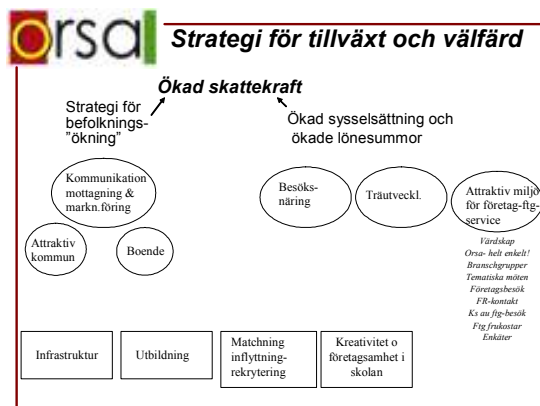 orsa
Strategi för tillväxt och välfärd
Ökad skattekraft
Strategi för
befolknings-
”ökning”
Ökad sysselsättning och
ökade lönesummor
Kommunikation
mottagning &
markn.föring
Attraktiv
kommun
Boende
Besöks-
näring
Träutveckl.
Attraktiv miljö
för företag-ftg-
service
Värdskap
Orsa- helt enkelt!
Branschgrupper
Tematiska möten
Företagsbesök
FR-kontakt
Ks au ftg-besök
Ftg frukostar
Enkäter
Infrastruktur
Utbildning
Matchning
inflyttning-
rekrytering
Kreativitet o
företagsamhet i
skolan